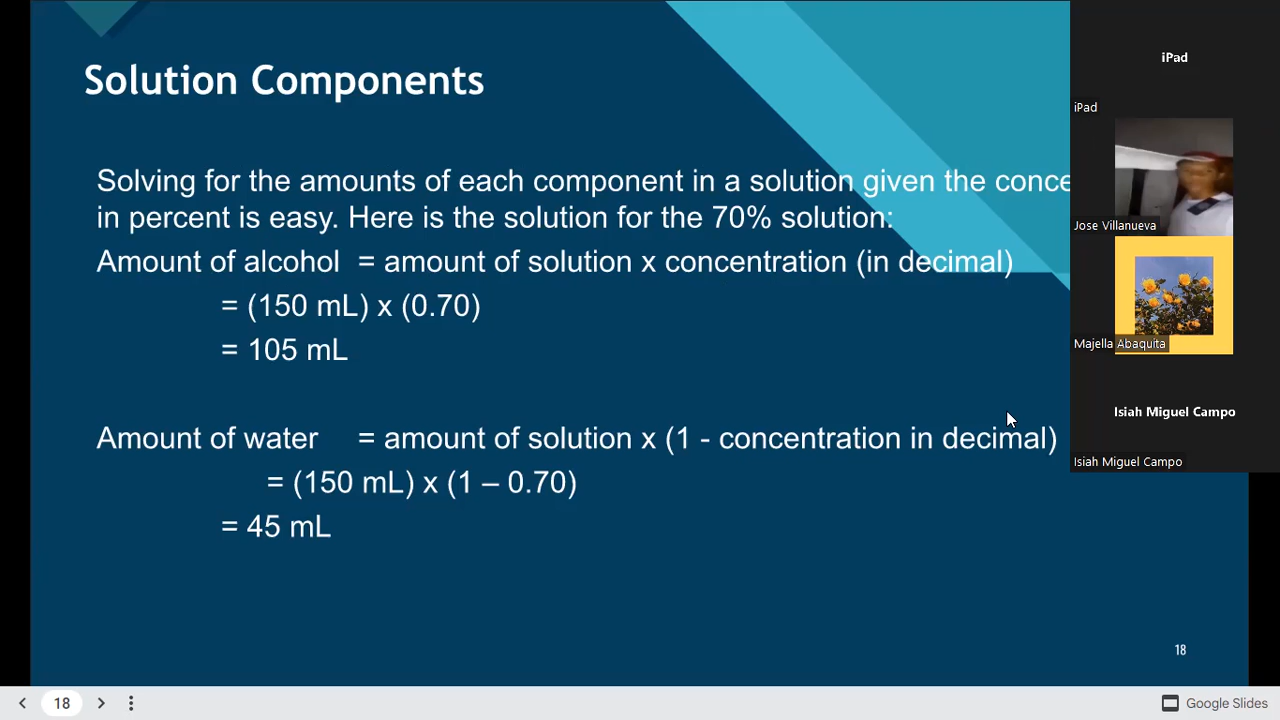 Solution Components
Solving for the amounts of each component in a solution given the conce
in percent is easy. Here is the solution for the 70% solution:
Amount of alcohol = amount of solution x concentration (in decimal)
= (150 mL) x (0.70)
= 105 mL
Amount of water = amount of solution x (1 - concentration in decimal)
= (150 mL) x (1 – 0.70)
= 45 mL
18
iPad
iPad
Jose Villanueva
Majella Abaquita
Isiah Miguel Campo
Isiah Miguel Campo
18
Google Slides